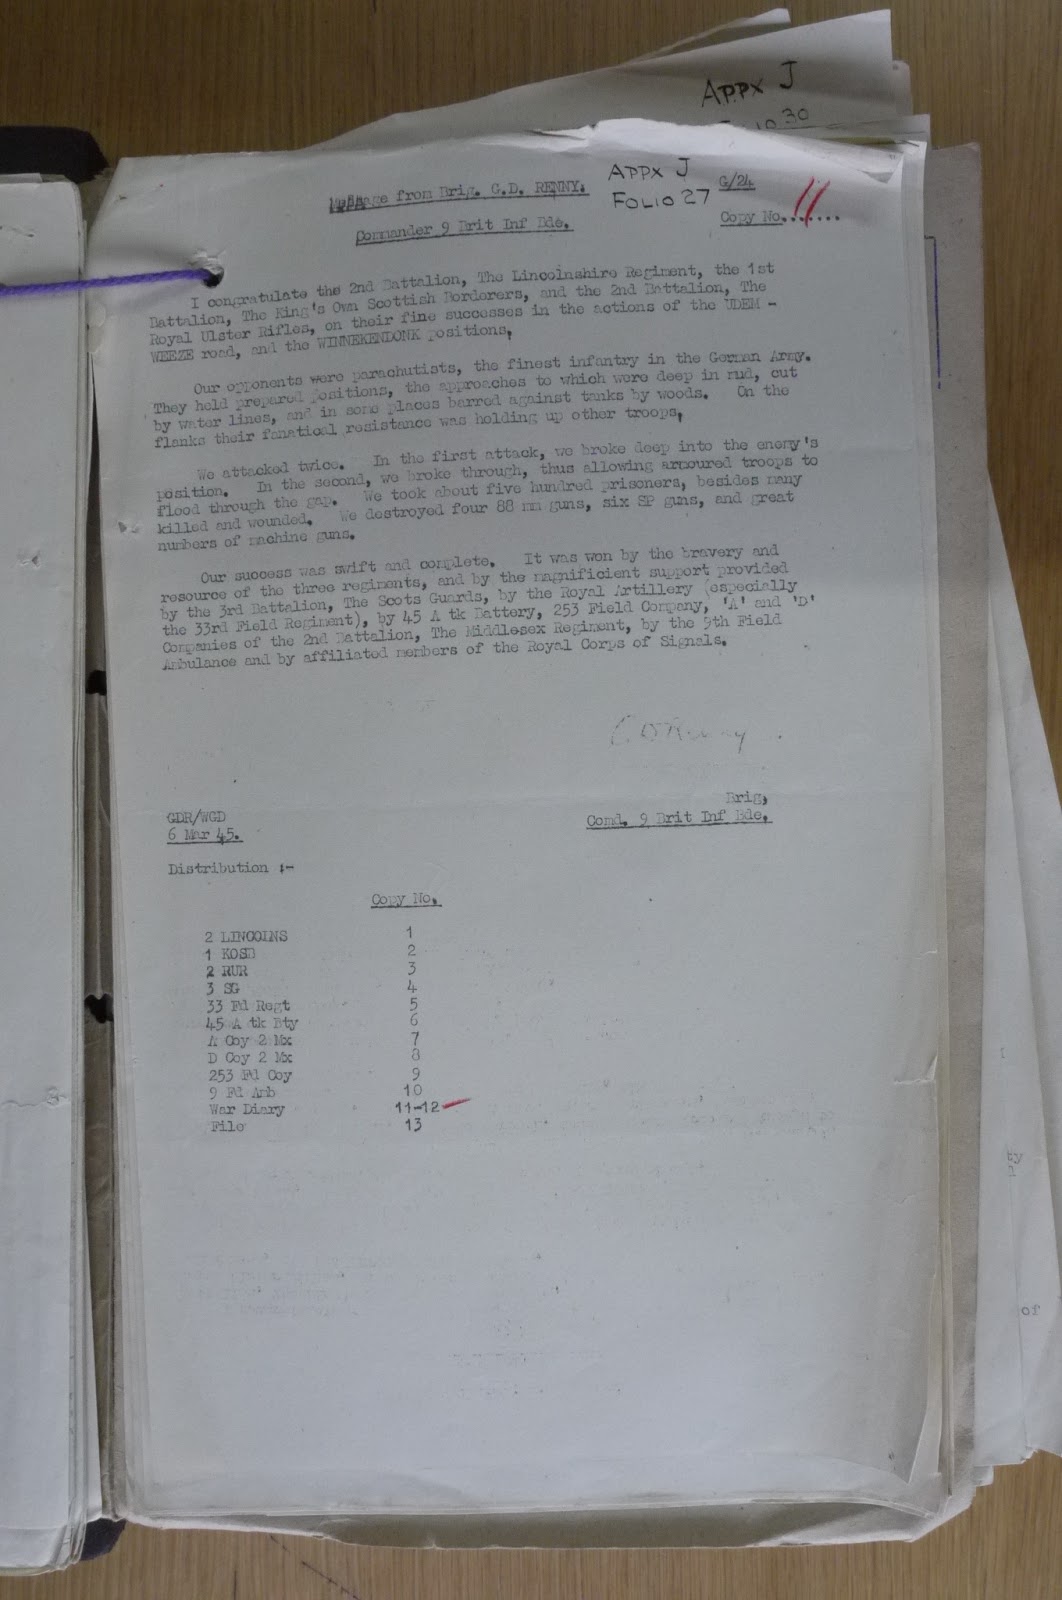 APPX J
30
APPX J
FOLIO 27
G/24
Copy No. 11......
Message from Brig. G.D. RENNY.
Commander 9 Brit Inf Bde.
I congratulate the 2nd Battalion, The Lincolnshire Regiment, the 1st
Battalion, The King's Own Scottish Borderers, and the 2nd Battalion, The
Royal Ulster Rifles, on their fine successes in the actions of the UDEM -
WEEZE road, and the WINNEKENDONK positions.
Our opponents were parachutists, the finest infantry in the German Army.
They held prepared positions, the approaches to which were deep in mud, cut
by water lines, and in some places barred against tanks by woods. On the
flanks their fanatical resistance was holding up other troops.
We attacked twice. In the first attack, we broke deep into the enemy's
position. In the second, we broke through, thus allowing armoured troops to
flood through the gap. We took about five hundred prisoners, besides many
killed and wounded. We destroyed four 88 mm guns, six SP guns, and great
numbers of machine guns.
Our success was swift and complete. It was won by the bravery and
resource of the three regiments, and by the magnificient support provided
by the 3rd Battalion, The Scots Guards, by the Royal Artillery (especially
the 33rd Field Regiment), by 45 A tk Battery, 253 Field Company, 'A' and 'D'
Companies of the 2nd Battalion, The Middlesex Regiment, by the 9th Field
Ambulance and by affiliated members of the Royal Corps of Signals.
G D Renny
Brig,
Comd. 9 Brit Inf Bde.
GDR/WGD
6 Mar 45.
Distribution :-
Copy No.
2 LINCOLNS 1
1 KOSB 2
2 RUR 3
3 SG 4
33 Fd Regt 5
45 A tk Bty 6
A Coy 2 Mx 7
D Coy 2 Mx 8
253 Fd Coy 9
9 Fd Amb 10
War Diary 11-12
File 13
by
of